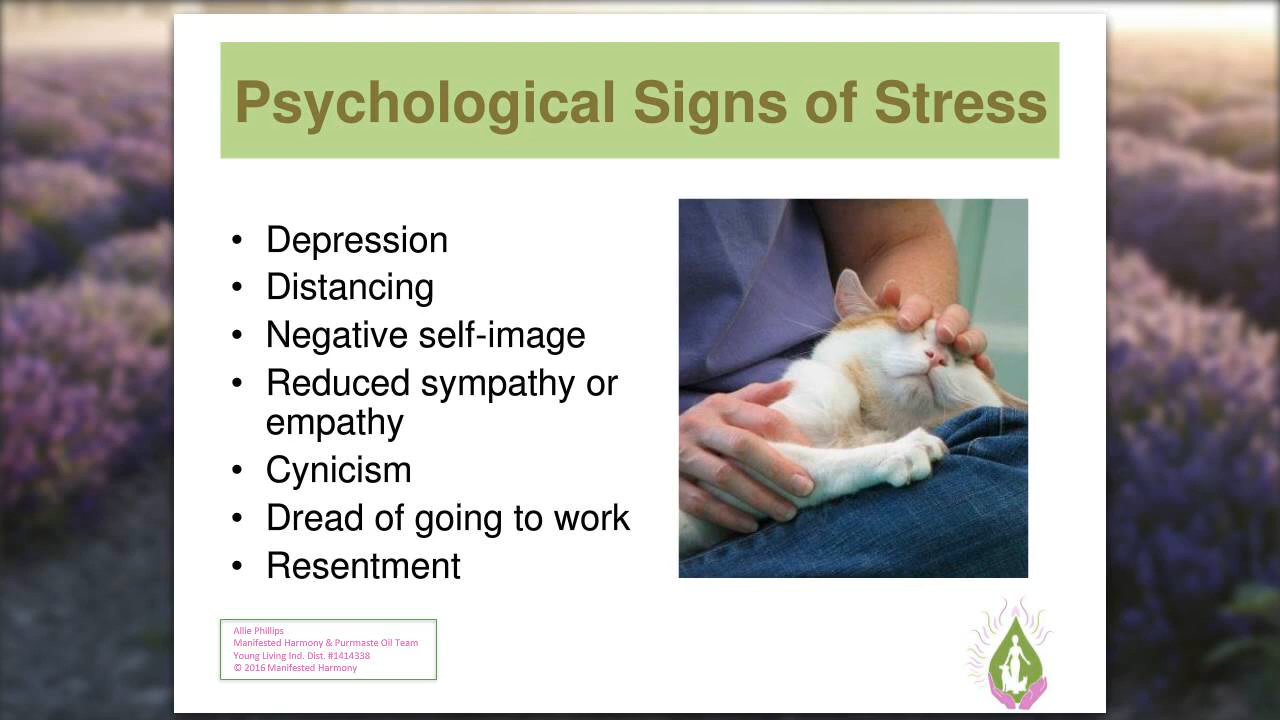 Psychological Signs of Stress
• Depression
• Distancing
• Negative self-image
• Reduced sympathy or
empathy
• Cynicism
• Dread of going to work
• Resentment
Allie Phillips
Manifested Harmony & Purrmaste Oil Team
Young Living Ind. Dist. #1414338
© 2016 Manifested Harmony